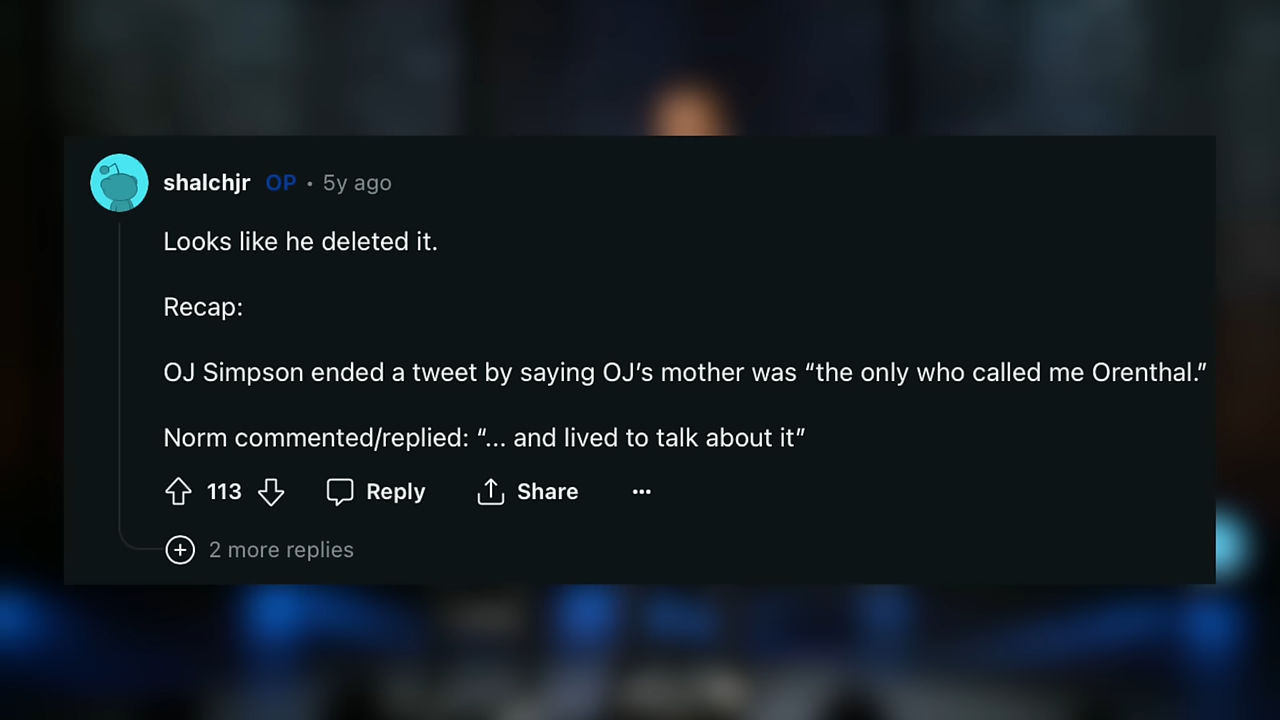 shalchjr OP • 5y ago
Looks like he deleted it.
Recap:
OJ Simpson ended a tweet by saying OJ’s mother was “the only who called me Orenthal.”
Norm commented/replied: “... and lived to talk about it”
113 Reply Share ...
2 more replies